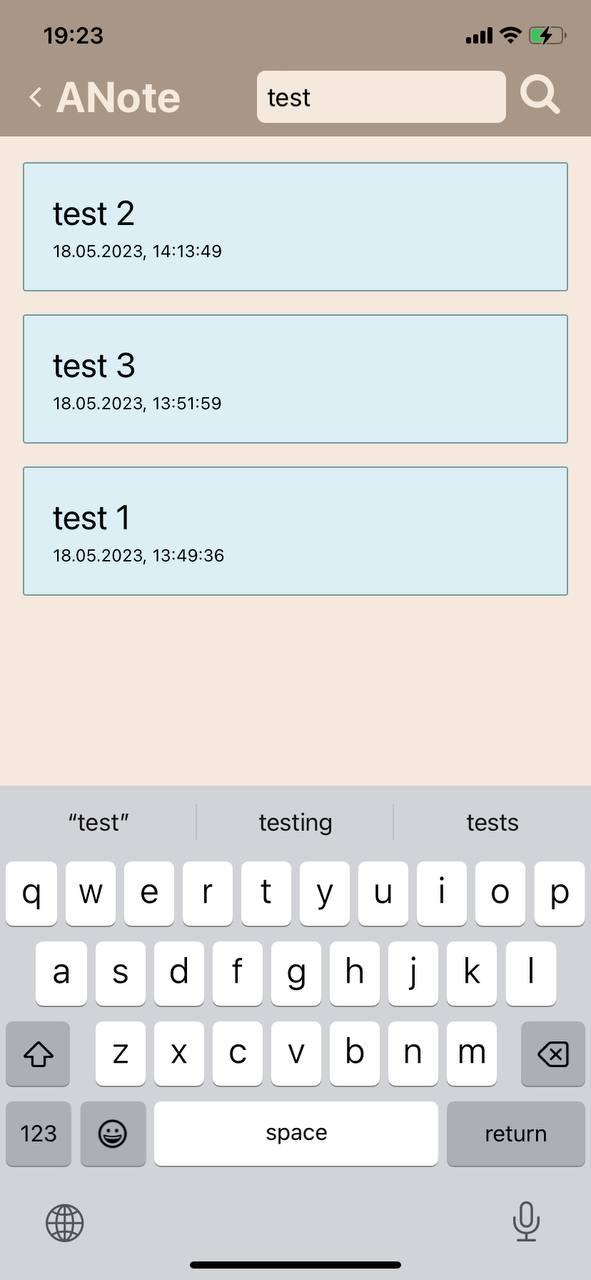 19:23
ANote test
test 2
18.05.2023, 14:13:49
test 3
18.05.2023, 13:51:59
test 1
18.05.2023, 13:49:36
“test” testing tests
q w e r t y u i o p
a s d f g h j k l
z x c v b n m
123 space return